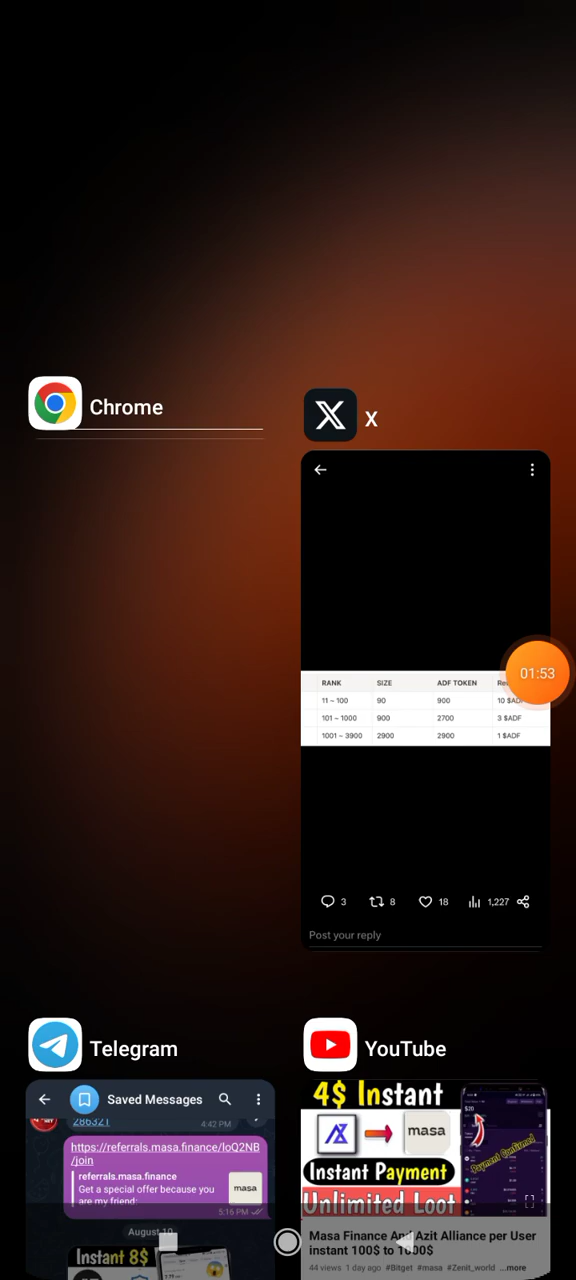 Chrome
X
RANK SIZE ADF TOKEN
11 ~ 100 90 900 10 $ADF
101 ~ 1000 900 2700 3 $ADF
1001 ~ 3900 2900 2900 1 $ADF
01:53
3 8 18 1,227
Post your reply
Telegram
YouTube
Saved Messages
286321
4:42 PM
https://referrals.masa.finance/loQ2NB
/join
referrals.masa.finance
Get a special offer because you
are my friend:
masa
5:16 PM
August 10
Instant 8$
4$ Instant
masa
Instant Payment
Unlimited Loot
$20
Payment Confirmed
Masa Finance And Azit Alliance per User
instant 100$ to 1000$
44 views 1 day ago #Bitget #masa #Zenit_world ...more